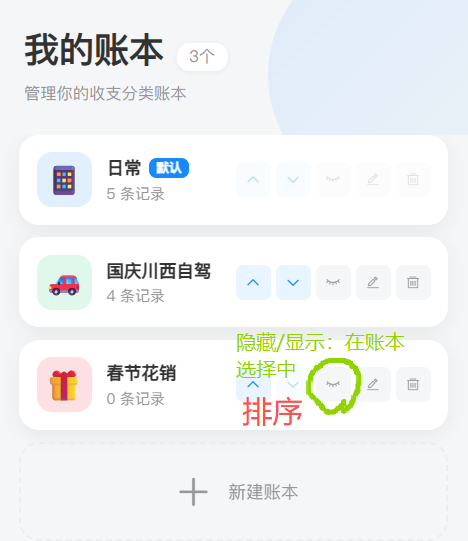 我的账本 3个
管理你的收支分类账本
日常 默认
5 条记录
国庆川西自驾
4 条记录
隐藏/显示：在账本
选择中
春节花销
0 条记录
排序
新建账本